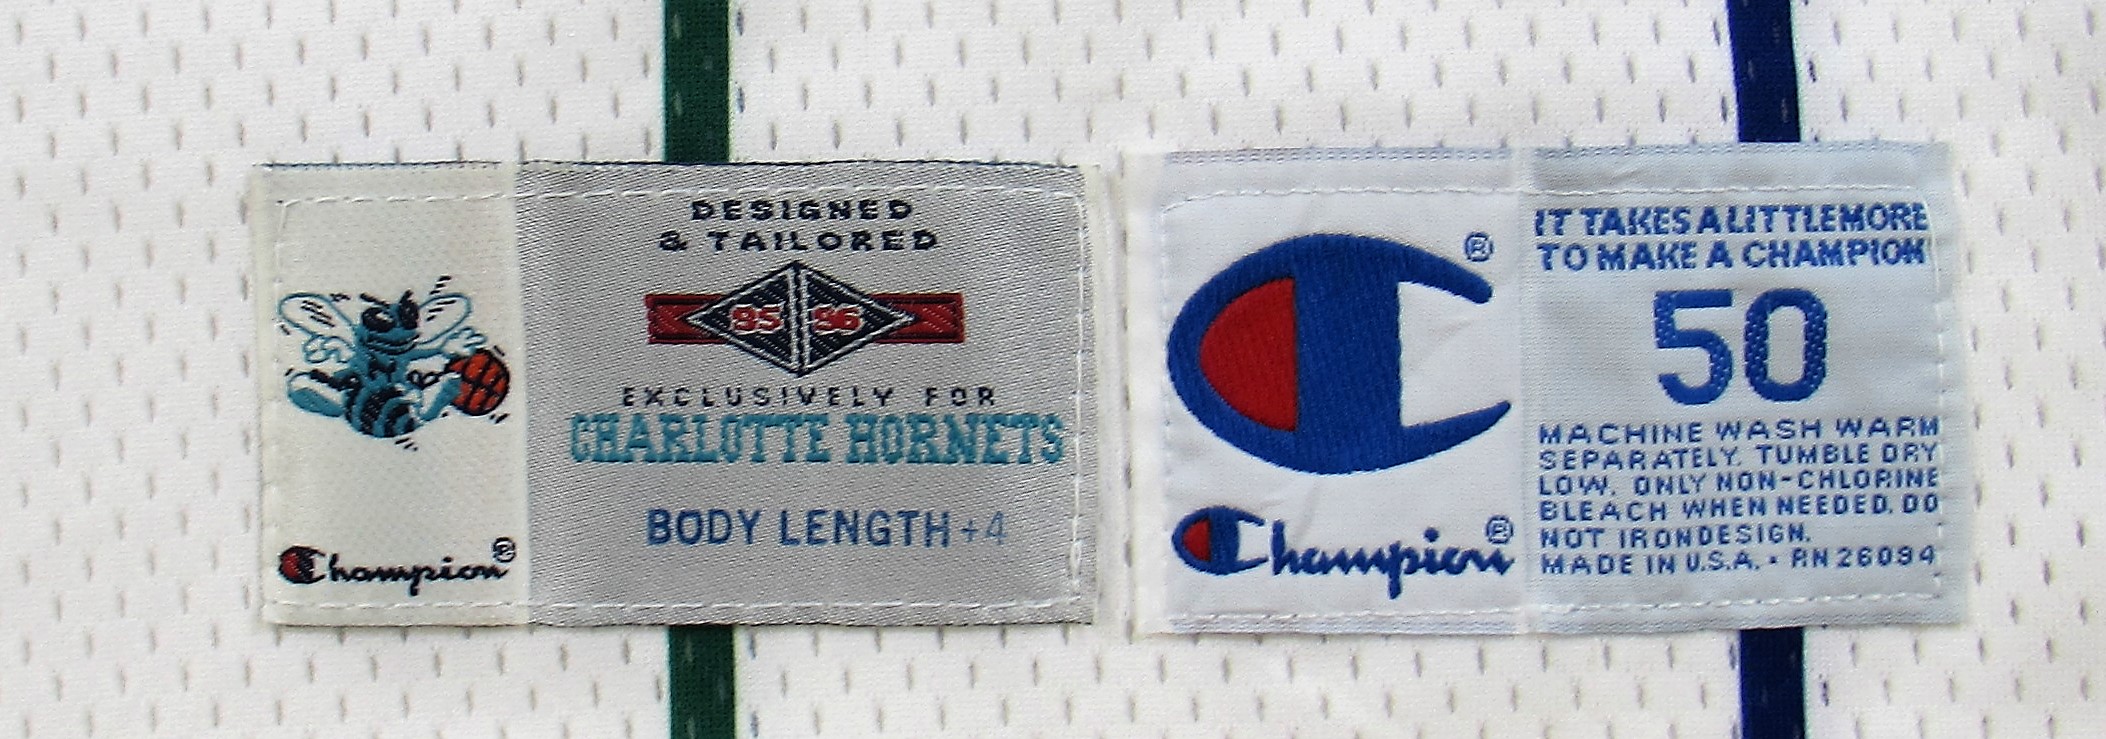 DESIGNED
& TAILORED
95 96
EXCLUSIVELY FOR
CHARLOTTE HORNETS
BODY LENGTH +4
Champion®
®
IT TAKES A LITTLE MORE
TO MAKE A CHAMPION
50
MACHINE WASH WARM
SEPARATELY. TUMBLE DRY
LOW. ONLY NON-CHLORINE
BLEACH WHEN NEEDED. DO
NOT IRON DESIGN.
MADE IN U.S.A. • RN 26094
Champion®